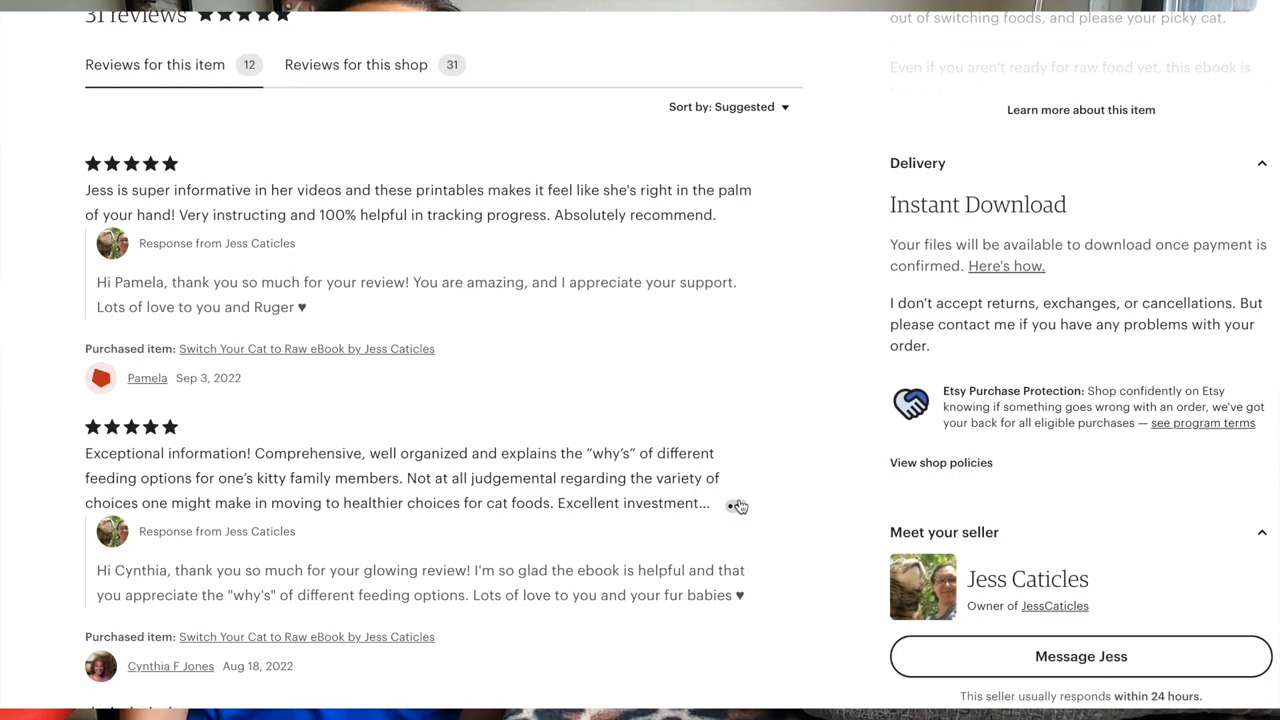 31 reviews
Reviews for this item 12 Reviews for this shop 31
Sort by: Suggested
Jess is super informative in her videos and these printables makes it feel like she's right in the palm
of your hand! Very instructing and 100% helpful in tracking progress. Absolutely recommend.
Response from Jess Caticles
Hi Pamela, thank you so much for your review! You are amazing, and I appreciate your support.
Lots of love to you and Ruger ♥
Purchased item: Switch Your Cat to Raw eBook by Jess Caticles
Pamela Sep 3, 2022
Exceptional information! Comprehensive, well organized and explains the “why’s” of different
feeding options for one’s kitty family members. Not at all judgemental regarding the variety of
choices one might make in moving to healthier choices for cat foods. Excellent investment...
Response from Jess Caticles
Hi Cynthia, thank you so much for your glowing review! I'm so glad the ebook is helpful and that
you appreciate the "why's" of different feeding options. Lots of love to you and your fur babies ♥
Purchased item: Switch Your Cat to Raw eBook by Jess Caticles
Cynthia F Jones Aug 18, 2022
out of switching foods, and please your picky cat.
Even if you aren't ready for raw food yet, this ebook is
Learn more about this item
Delivery
Instant Download
Your files will be available to download once payment is
confirmed. Here's how.
I don't accept returns, exchanges, or cancellations. But
please contact me if you have any problems with your
order.
Etsy Purchase Protection: Shop confidently on Etsy
knowing if something goes wrong with an order, we've got
your back for all eligible purchases — see program terms
View shop policies
Meet your seller
Jess Caticles
Owner of JessCaticles
Message Jess
This seller usually responds within 24 hours.